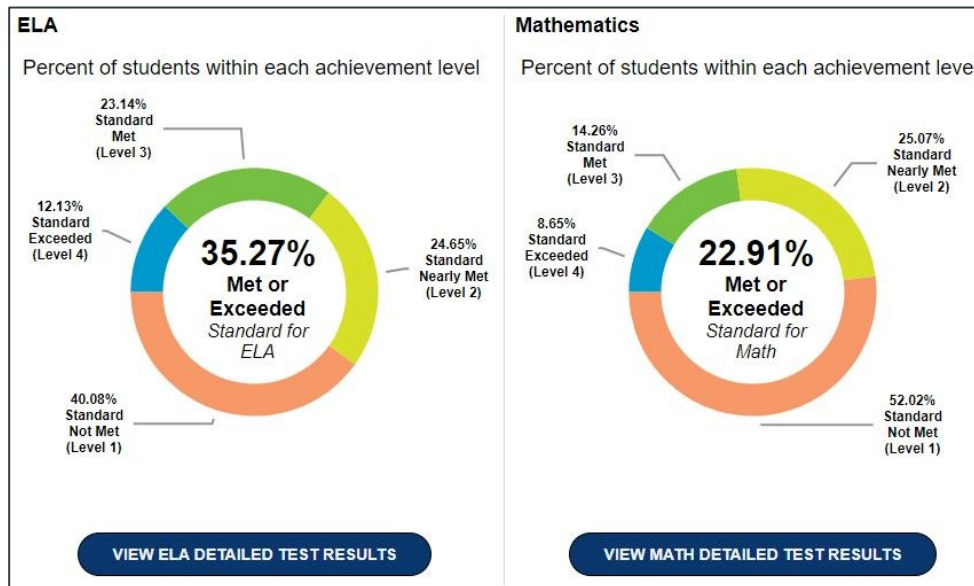 ELA
Percent of students within each achievement level
23.14%
Standard
Met
(Level 3)
12.13%
Standard
Exceeded
(Level 4)
35.27%
Met or
Exceeded
Standard for
ELA
24.65%
Standard
Nearly Met
(Level 2)
40.08%
Standard
Not Met
(Level 1)
VIEW ELA DETAILED TEST RESULTS
Mathematics
Percent of students within each achievement leve
14.26%
Standard
Met
(Level 3)
25.07%
Standard
Nearly Met
(Level 2)
8.65%
Standard
Exceeded
(Level 4)
22.91%
Met or
Exceeded
Standard for
Math
52.02%
Standard
Not Met
(Level 1)
VIEW MATH DETAILED TEST RESULTS